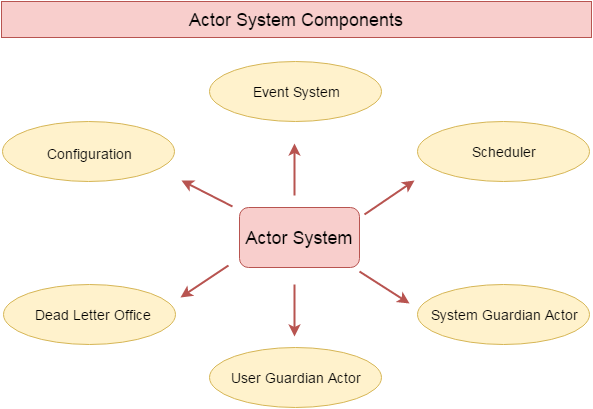 Actor System Components
Event System
Configuration
Scheduler
Actor System
Dead Letter Office
System Guardian Actor
User Guardian Actor